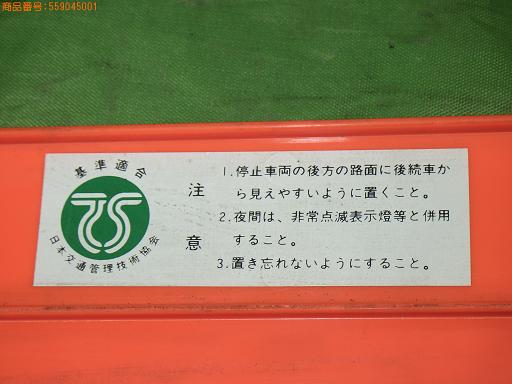 商品番号:559045001
基準適合
日本交通管理技術協会
注意
1.停止車両の後方の路面に後続車か
ら見えやすいように置くこと。
2.夜間は、非常点滅表示燈等と併用
すること。
3.置き忘れないようにすること。